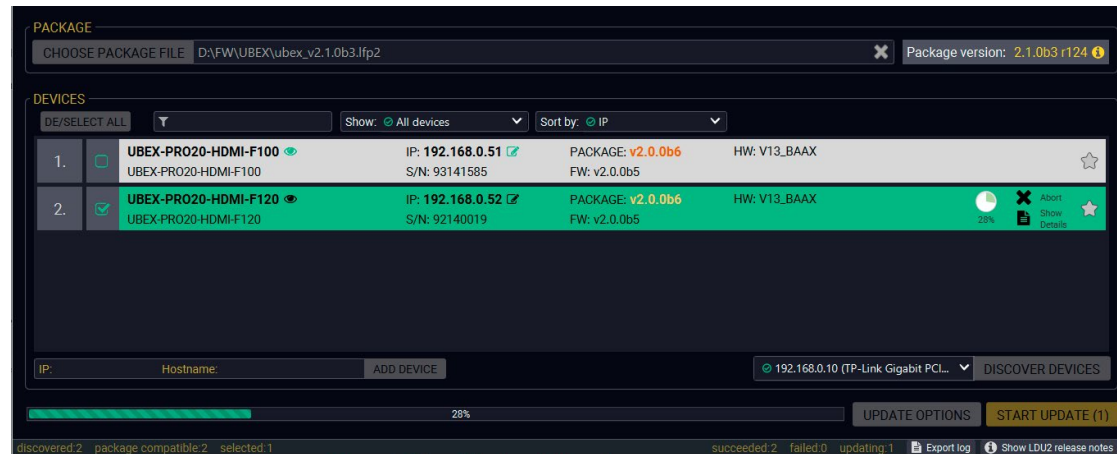 PACKAGE
CHOOSE PACKAGE FILE D:\FW\UBEX\ubex_v2.1.0b3.lfp2 Package version: 2.1.0b3 r124
DEVICES
DE/SELECT ALL Show: All devices Sort by: IP
1. UBEX-PRO20-HDMI-F100 IP: 192.168.0.51 PACKAGE: v2.0.0b6 HW: V13_BAAX
UBEX-PRO20-HDMI-F100 S/N: 93141585 FW: v2.0.0b5
2. UBEX-PRO20-HDMI-F120 IP: 192.168.0.52 PACKAGE: v2.0.0b6 HW: V13_BAAX Abort
UBEX-PRO20-HDMI-F120 S/N: 92140019 FW: v2.0.0b5 28% Show Details
IP: Hostname: ADD DEVICE 192.168.0.10 (TP-Link Gigabit PCI... DISCOVER DEVICES
28% UPDATE OPTIONS START UPDATE (1)
discovered:2 package compatible:2 selected:1 succeeded:2 failed:0 updating:1 Export log Show LDU2 release notes